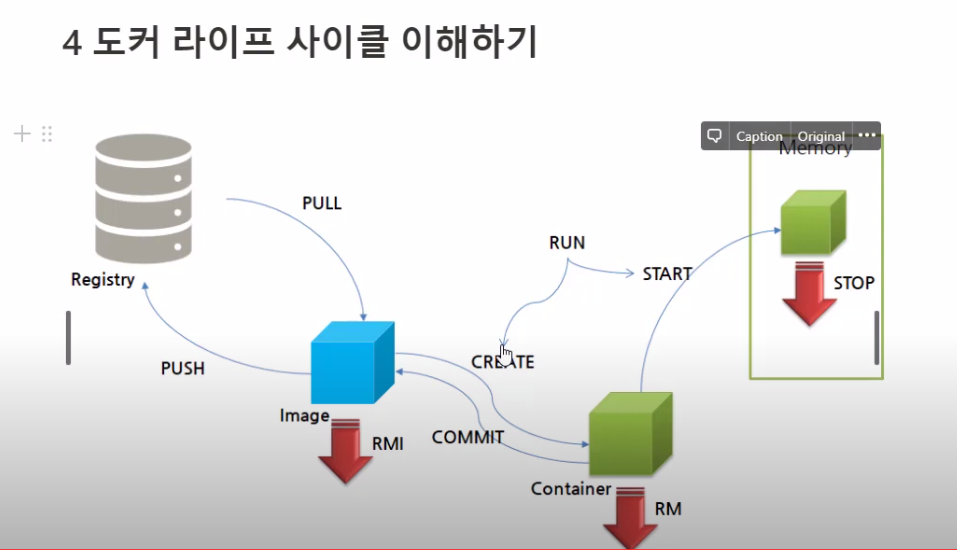 4 도커 라이프 사이클 이해하기
Caption Original
Memory
PULL
RUN
START
Registry
STOP
PUSH
CREATE
Image
RMI
COMMIT
Container
RM